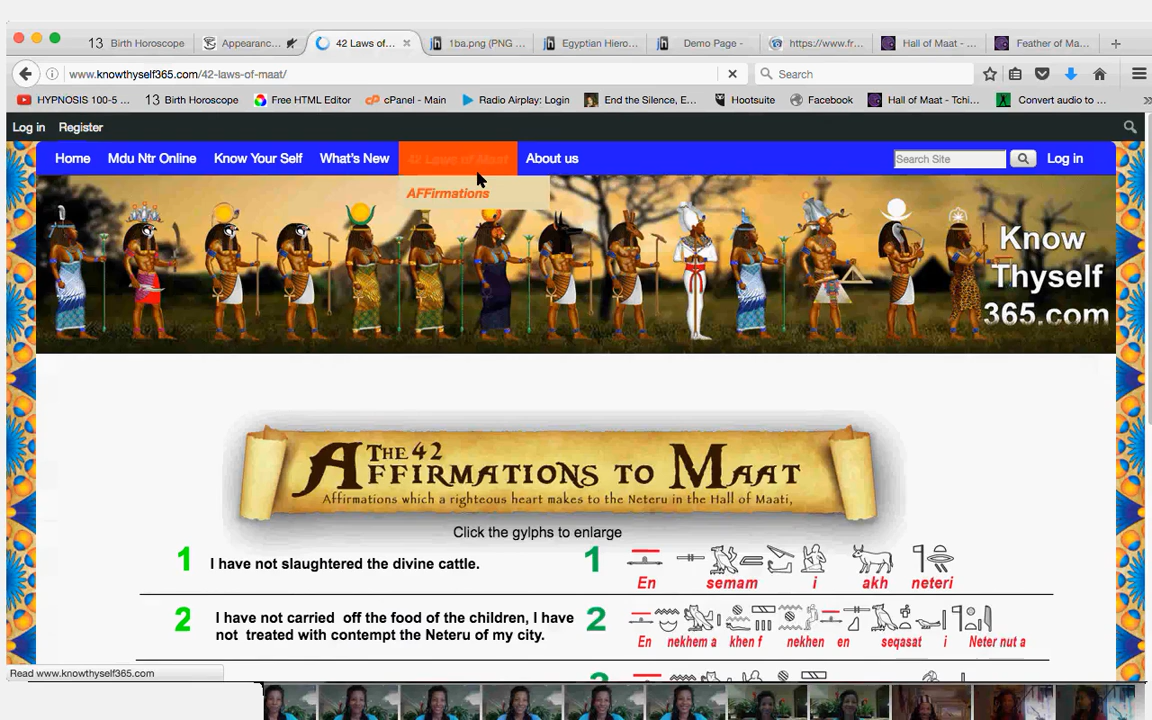 13 Birth Horoscope
Appearanc...
42 Laws of...
1ba.png (PNG ...
Egyptian Hiero...
Demo Page -
https://www.fr...
Hall of Maat - ...
Feather of Ma...
www.knowthyself365.com/42-laws-of-maat/
Search
HYPNOSIS 100-5 ...
13 Birth Horoscope
Free HTML Editor
cPanel - Main
Radio Airplay: Login
End the Silence, E...
Hootsuite
Facebook
Hall of Maat - Tchi...
Convert audio to ...
Log in Register
Home Mdu Ntr Online Know Your Self What's New 42 Laws of Maat About us
Search Site
Log in
AFFirmations
Know
Thyself
365.com
THE 42
AFFIRMATIONS TO MAAT
Affirmations which a righteous heart makes to the Neteru in the Hall of Maati,
Click the gylphs to enlarge
1 I have not slaughtered the divine cattle.
1
En semam i akh neteri
2 I have not carried off the food of the children, I have
not treated with contempt the Neteru of my city.
2
En nekhem a khen f nekhen en seqasat i Neter nut a
Read www.knowthyself365.com